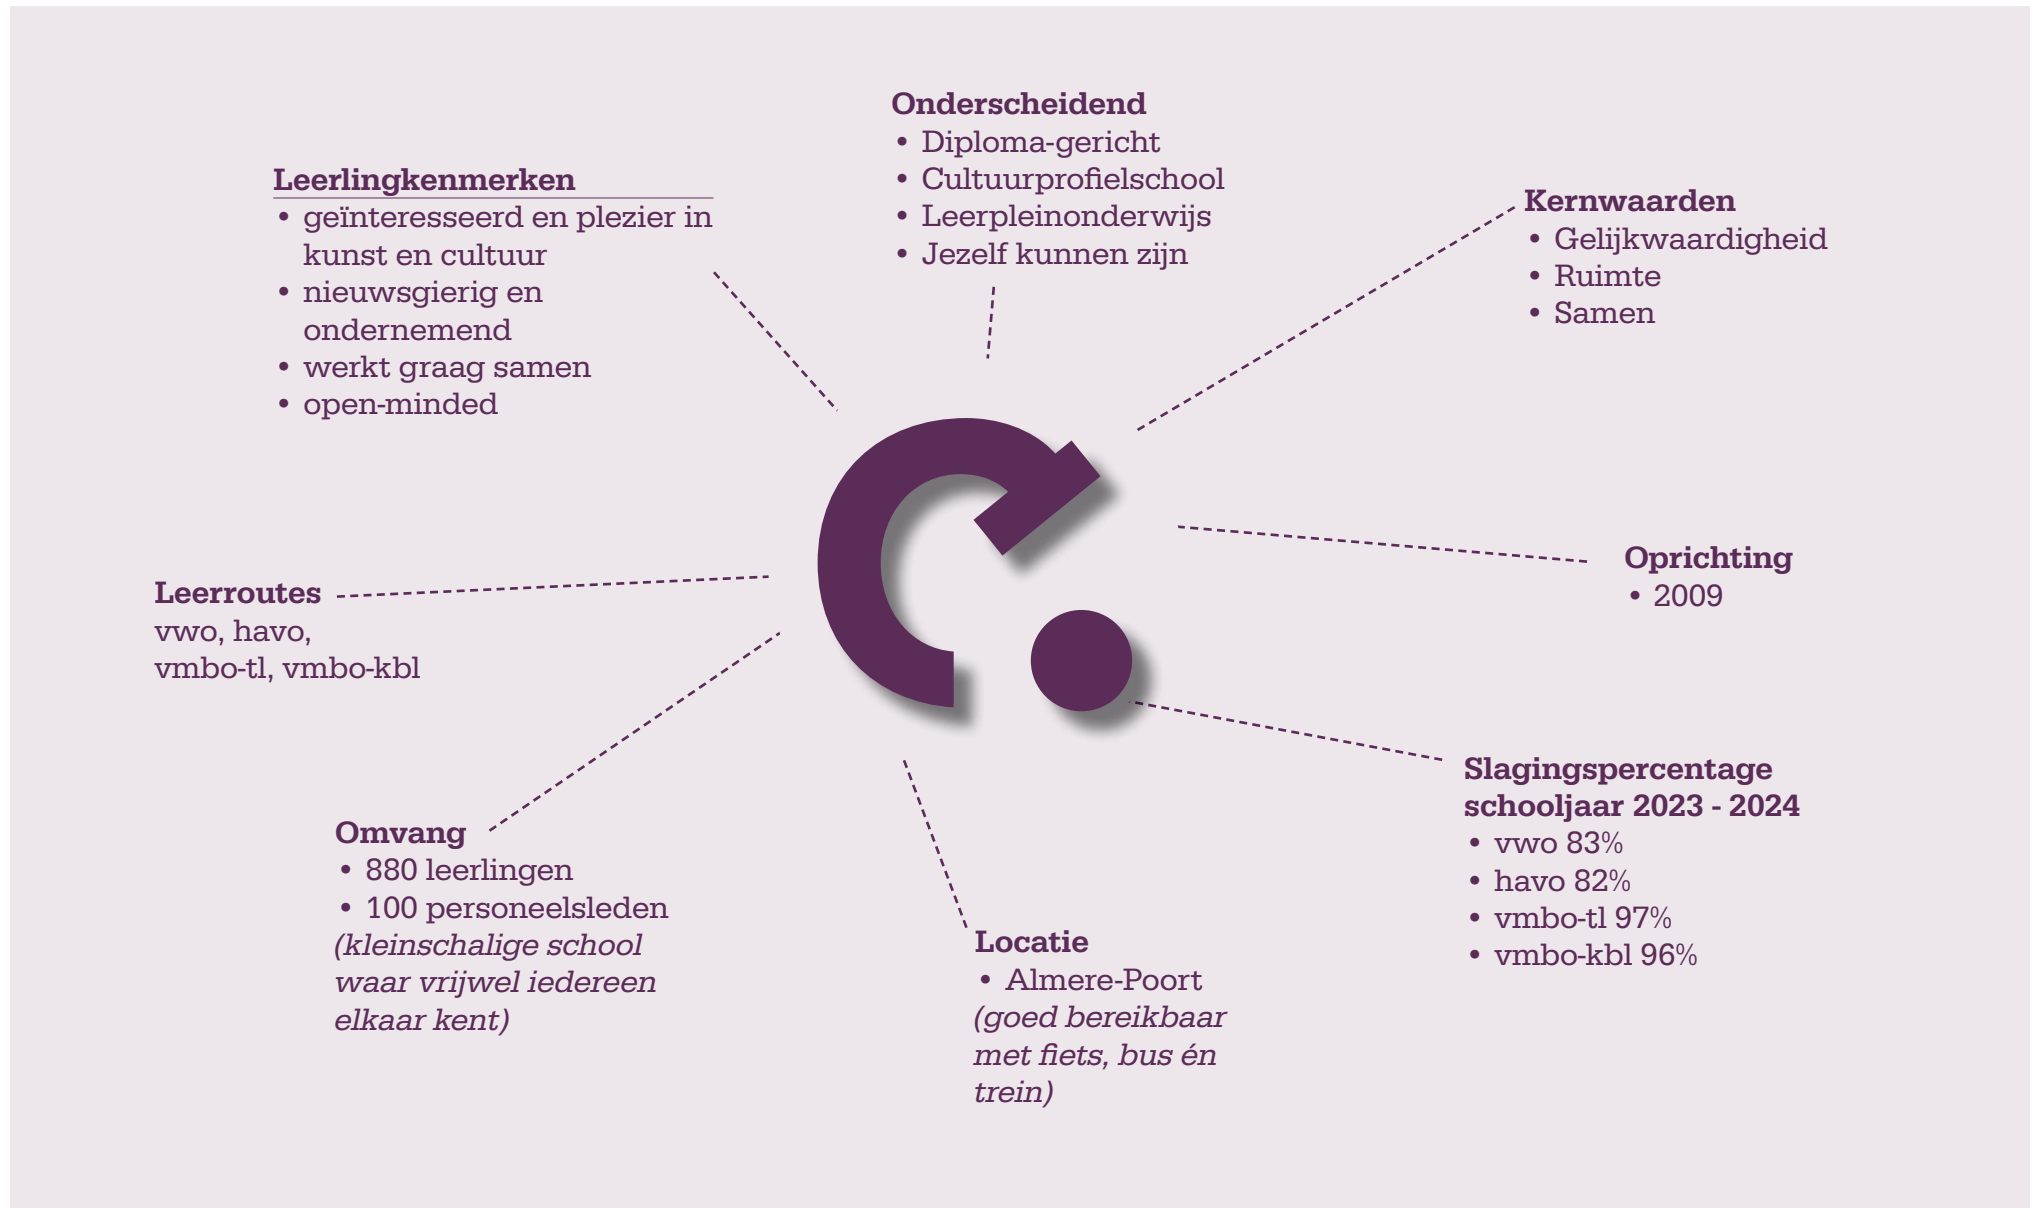 Onderscheidend
• Diploma-gericht
• Cultuurprofielschool
• Leerpleinonderwijs
• Jezelf kunnen zijn
Leerlingkenmerken
• geïnteresseerd en plezier in
kunst en cultuur
• nieuwsgierig en
ondernemend
• werkt graag samen
• open-minded
Kernwaarden
• Gelijkwaardigheid
• Ruimte
• Samen
Oprichting
• 2009
Leerroutes
vwo, havo,
vmbo-tl, vmbo-kbl
Slagingspercentage
schooljaar 2023 - 2024
• vwo 83%
• havo 82%
• vmbo-tl 97%
• vmbo-kbl 96%
Omvang
• 880 leerlingen
• 100 personeelsleden
(kleinschalige school
waar vrijwel iedereen
elkaar kent)
Locatie
• Almere-Poort
(goed bereikbaar
met fiets, bus én
trein)